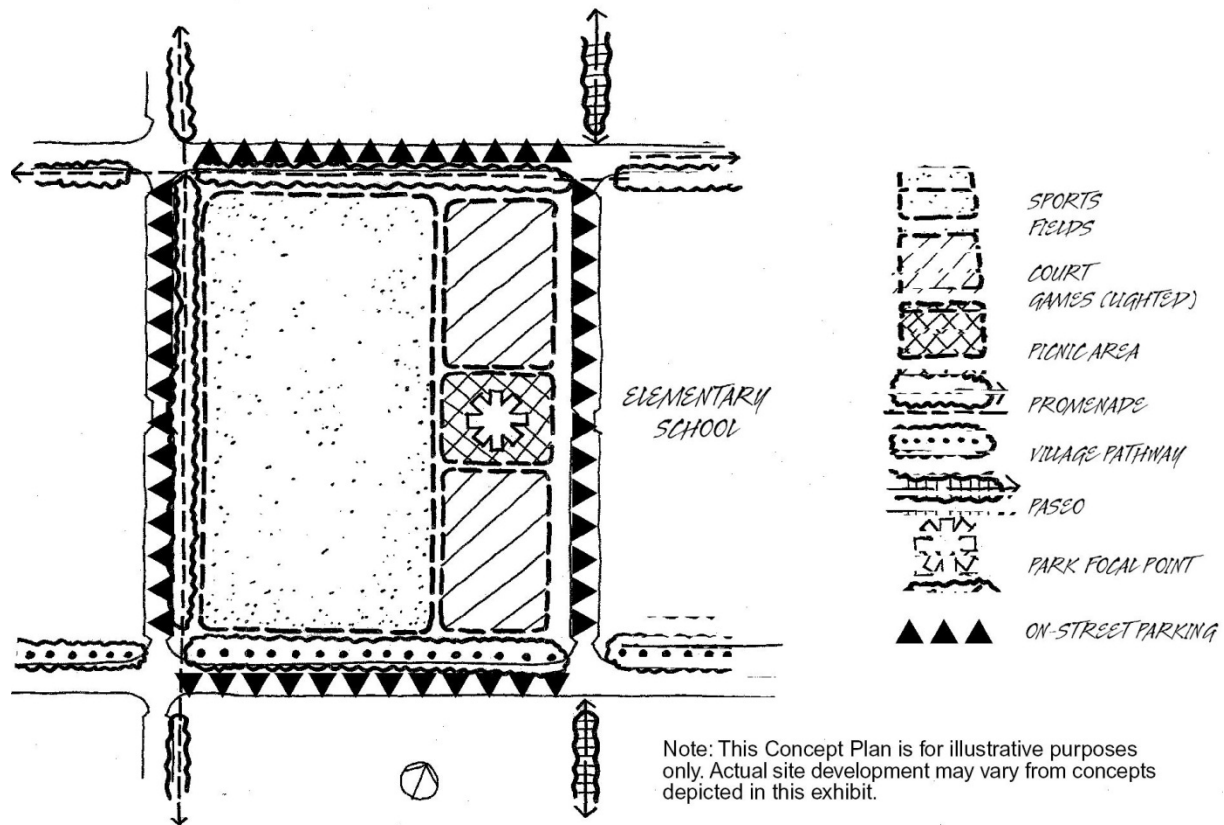 ELEMENTARY
SCHOOL
SPORTS
FIELDS
COURT
GAMES (LIGHTED)
PICNIC AREA
PROMENADE
VILLAGE PATHWAY
PASEO
PARK FOCAL POINT
ON-STREET PARKING
Note: This Concept Plan is for illustrative purposes
only. Actual site development may vary from concepts
depicted in this exhibit.